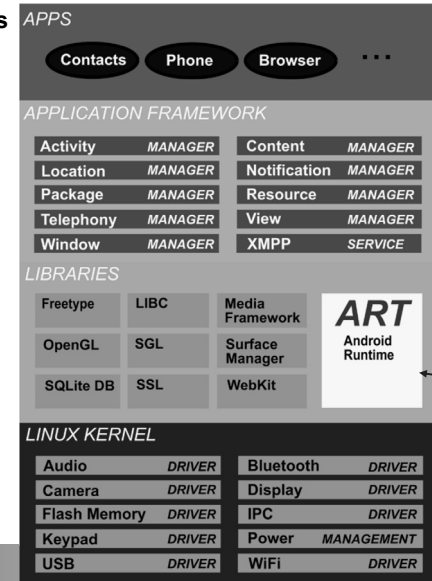 s
APPS
Contacts Phone Browser ...
APPLICATION FRAMEWORK
Activity MANAGER Content MANAGER
Location MANAGER Notification MANAGER
Package MANAGER Resource MANAGER
Telephony MANAGER View MANAGER
Window MANAGER XMPP SERVICE
LIBRARIES
Freetype LIBC Media
Framework
ART
Android
Runtime
OpenGL SGL Surface
Manager
SQLite DB SSL WebKit
LINUX KERNEL
Audio DRIVER Bluetooth DRIVER
Camera DRIVER Display DRIVER
Flash Memory DRIVER IPC DRIVER
Keypad DRIVER Power MANAGEMENT
USB DRIVER WiFi DRIVER